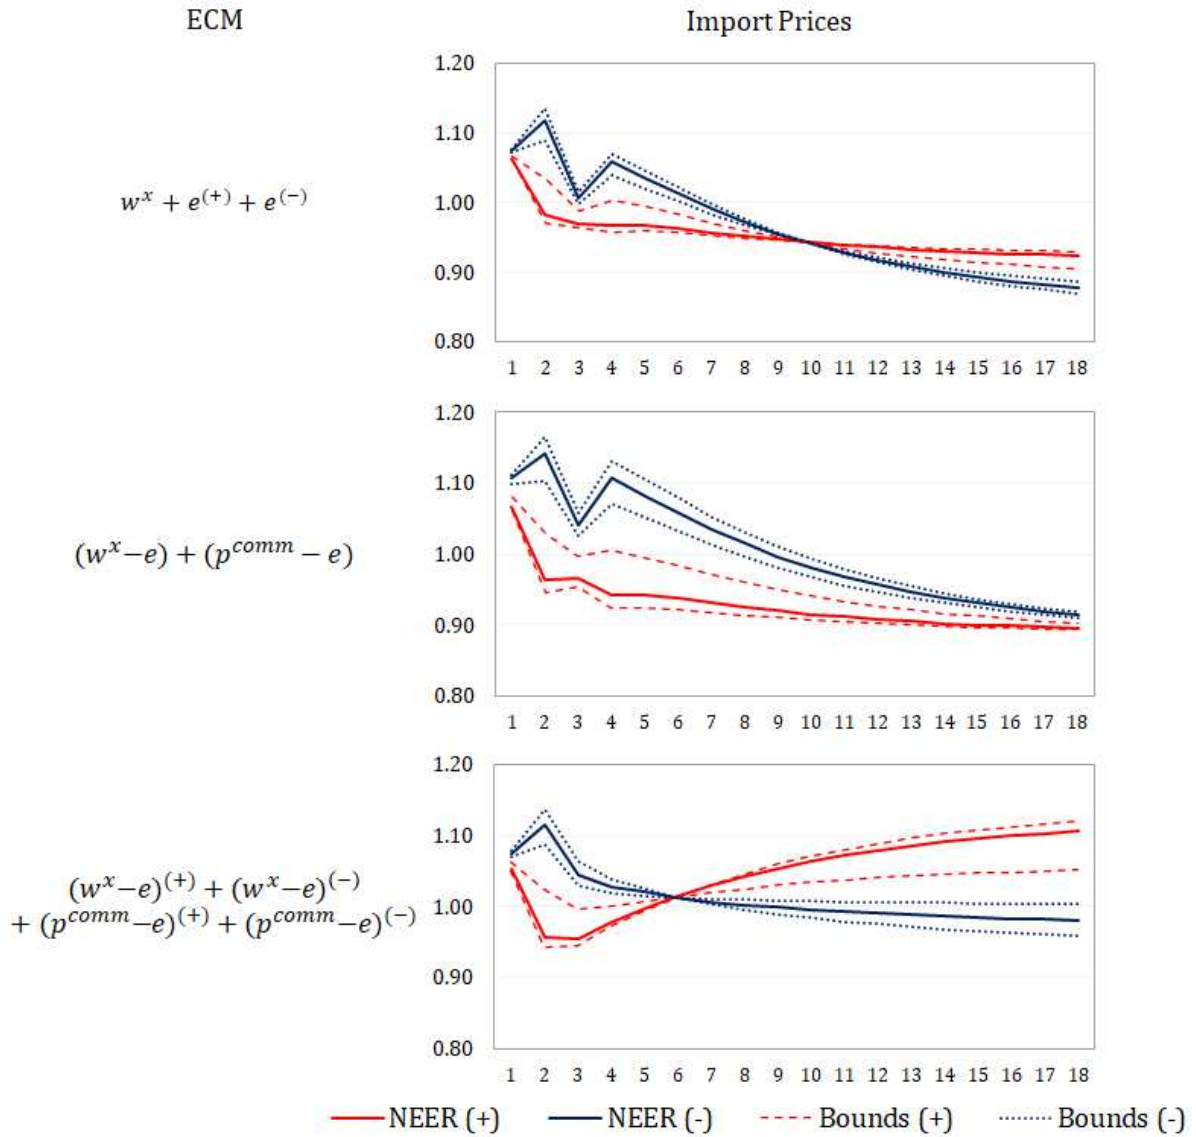 ECM
Import Prices
1.20
1.10
1.00
0.90
0.80
w^x + e^(+) + e^(−)
1 2 3 4 5 6 7 8 9 10 11 12 13 14 15 16 17 18
1.20
1.10
1.00
0.90
0.80
(w^x−e) + (p^comm − e)
1 2 3 4 5 6 7 8 9 10 11 12 13 14 15 16 17 18
1.20
1.10
1.00
0.90
0.80
(w^x−e)^(+) + (w^x−e)^(−)
+ (p^comm−e)^(+) + (p^comm−e)^(−)
1 2 3 4 5 6 7 8 9 10 11 12 13 14 15 16 17 18
NEER (+) NEER (-) Bounds (+) Bounds (-)